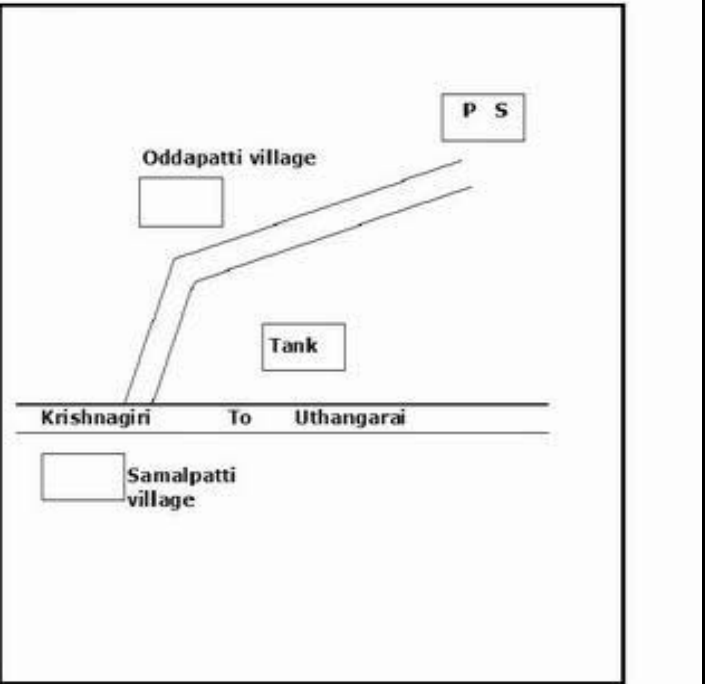 P S
Oddapatti village
Tank
Krishnagiri To Uthangarai
Samalpatti
village